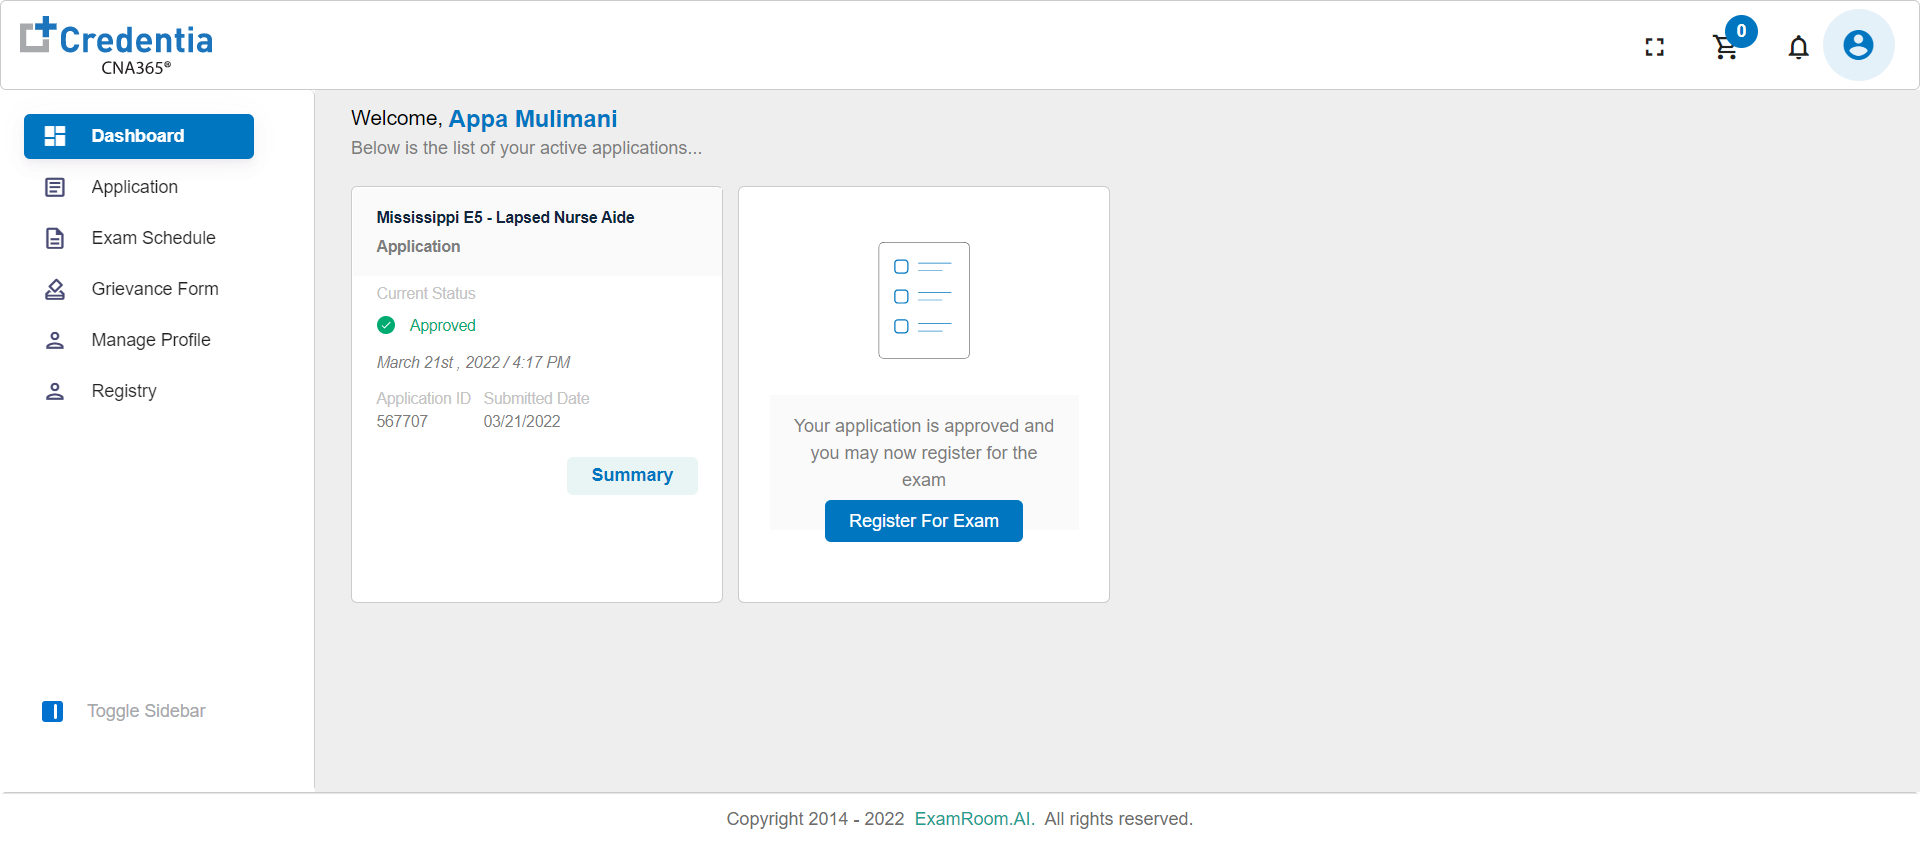 Credentia
CNA365®
0
Dashboard
Application
Exam Schedule
Grievance Form
Manage Profile
Registry
Toggle Sidebar
Welcome, Appa Mulimani
Below is the list of your active applications...
Mississippi E5 - Lapsed Nurse Aide
Application
Current Status
Approved
March 21st , 2022 / 4:17 PM
Application ID Submitted Date
567707 03/21/2022
Summary
Your application is approved and
you may now register for the
exam
Register For Exam
Copyright 2014 - 2022 ExamRoom.AI. All rights reserved.